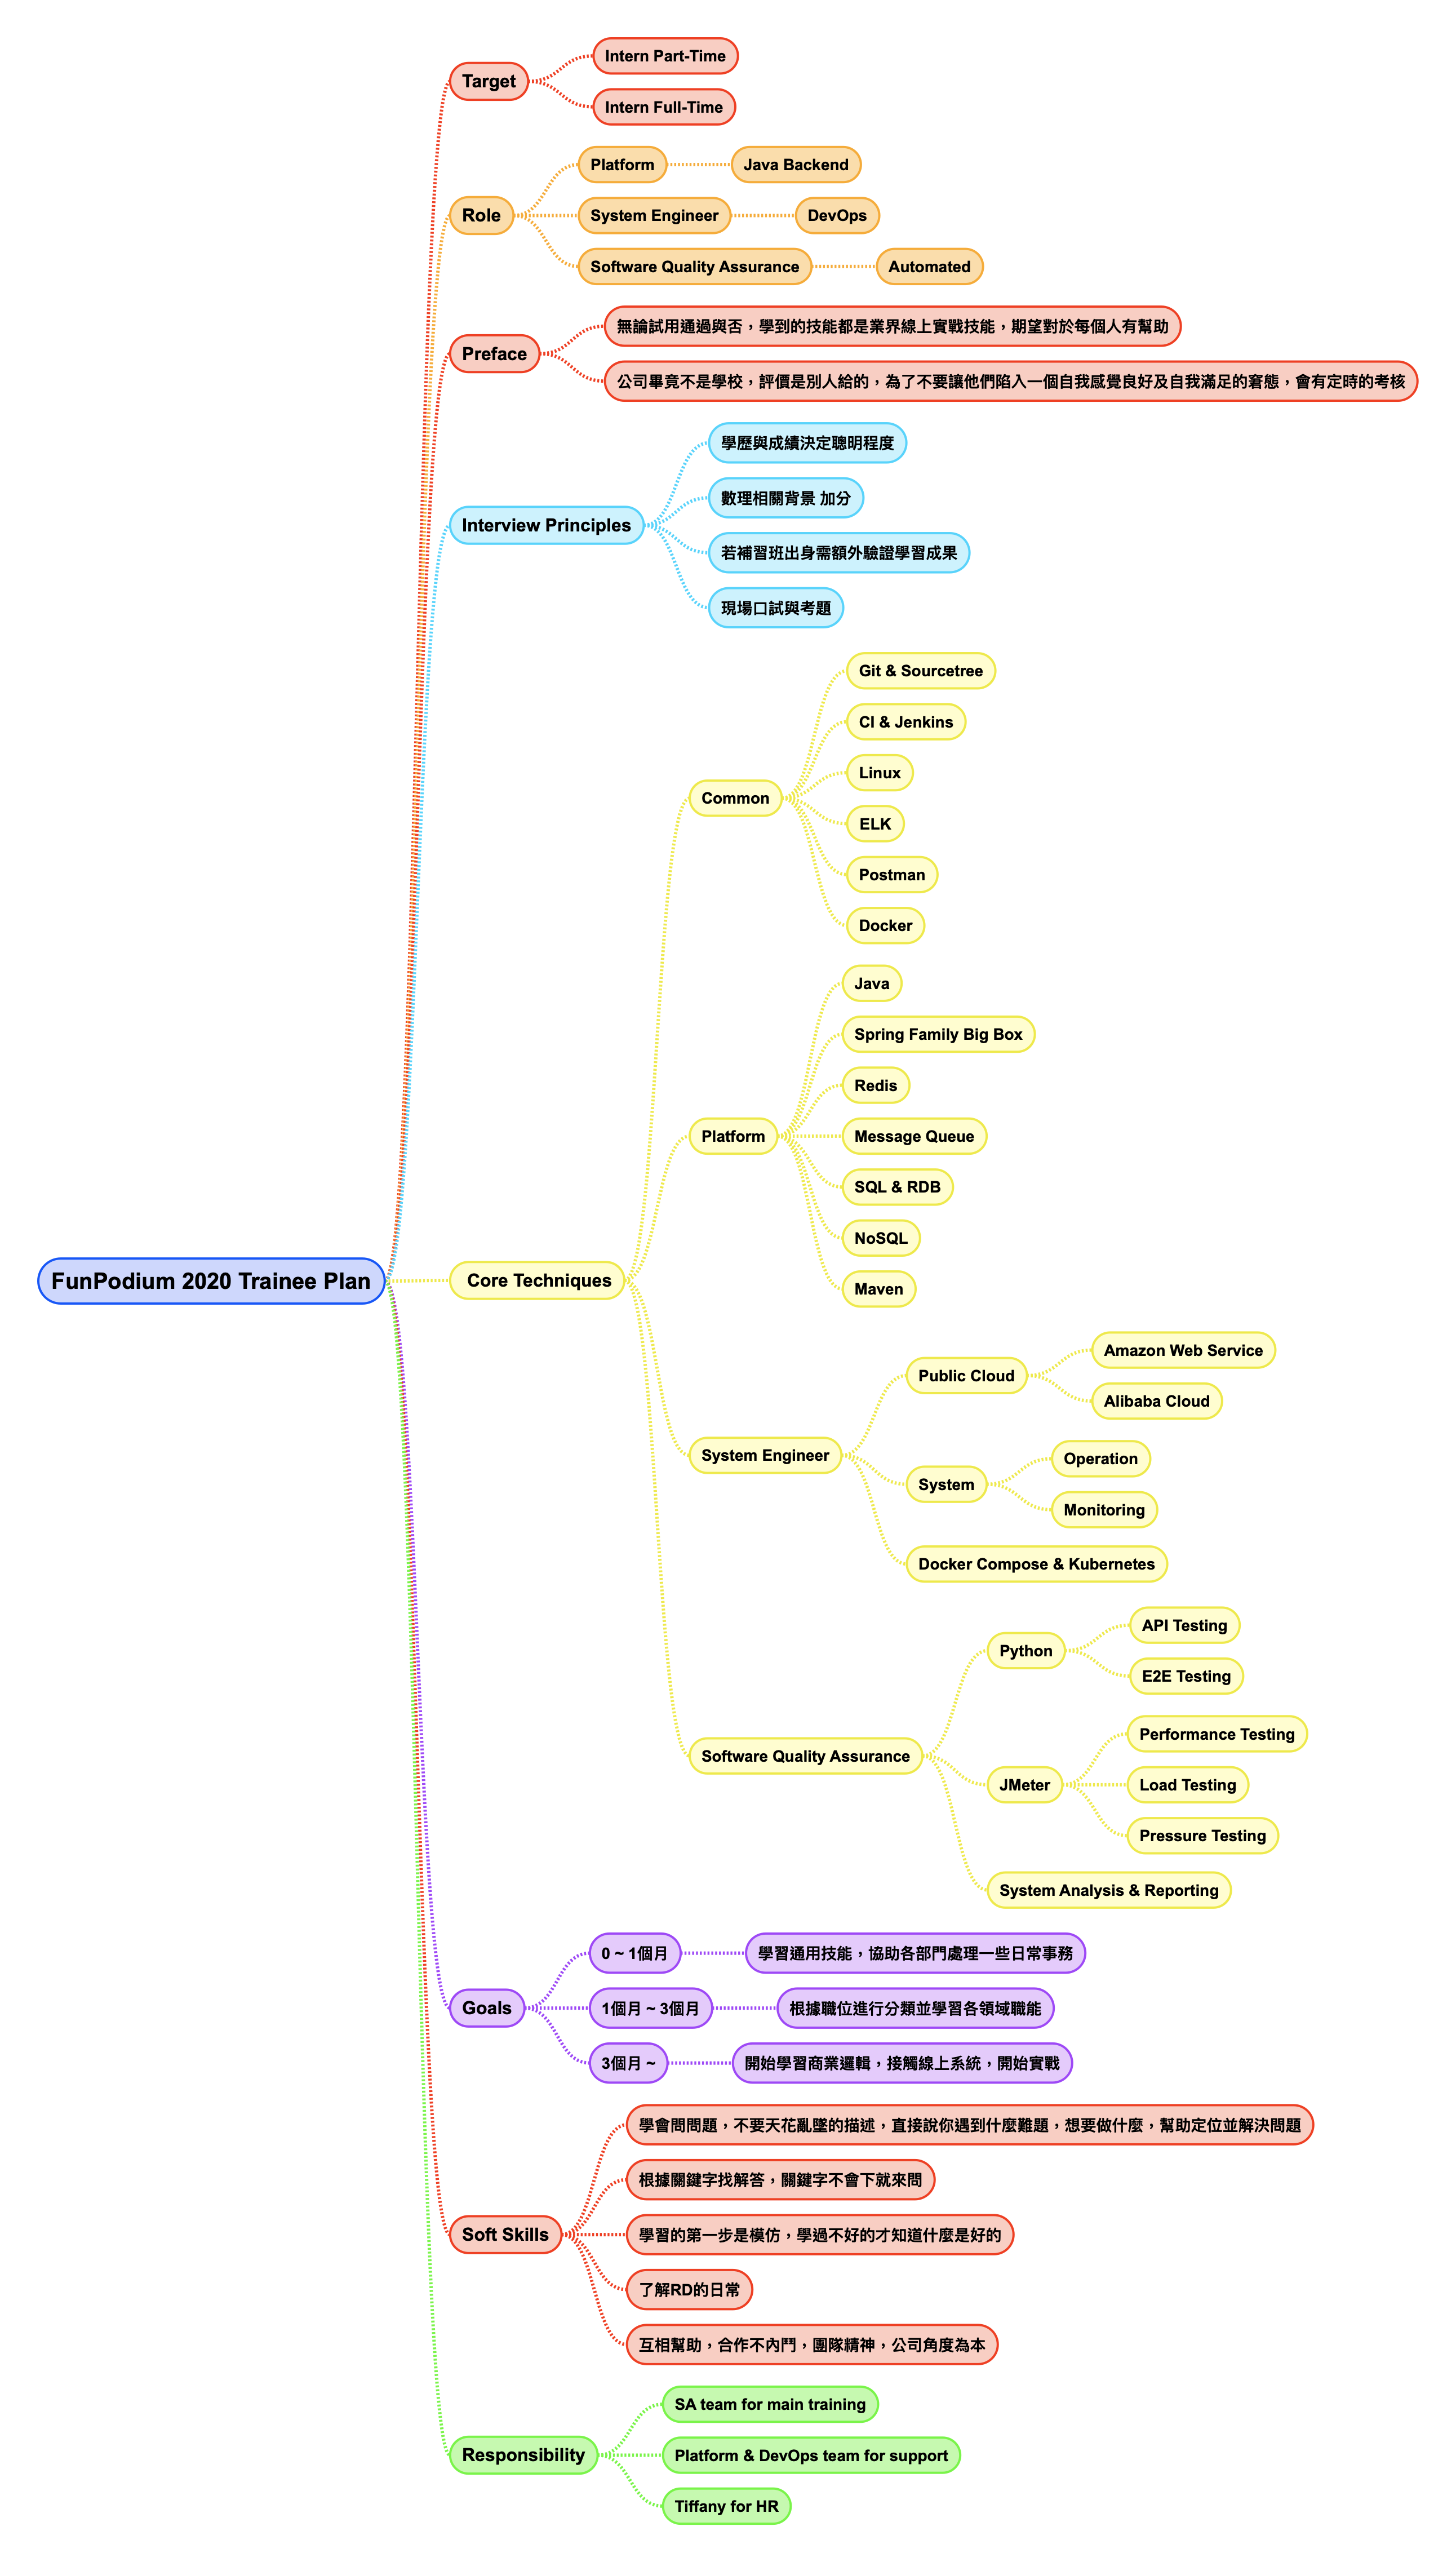 FunPodium 2020 Trainee Plan
Target
Intern Part-Time
Intern Full-Time
Role
Platform
Java Backend
System Engineer
DevOps
Software Quality Assurance
Automated
Preface
無論試用通過與否，學到的技能都是業界線上實戰技能，期望對於每個人有幫助
公司畢竟不是學校，評價是別人給的，為了不要讓他們陷入一個自我感覺良好及自我滿足的窘態，會有定時的考核
Interview Principles
學歷與成績決定聰明程度
數理相關背景 加分
若補習班出身需額外驗證學習成果
現場口試與考題
Core Techniques
Common
Git & Sourcetree
CI & Jenkins
Linux
ELK
Postman
Docker
Platform
Java
Spring Family Big Box
Redis
Message Queue
SQL & RDB
NoSQL
Maven
System Engineer
Public Cloud
Amazon Web Service
Alibaba Cloud
System
Operation
Monitoring
Docker Compose & Kubernetes
Software Quality Assurance
Python
API Testing
E2E Testing
JMeter
Performance Testing
Load Testing
Pressure Testing
System Analysis & Reporting
Goals
0 ~ 1個月
學習通用技能，協助各部門處理一些日常事務
1個月 ~ 3個月
根據職位進行分類並學習各領域職能
3個月 ~
開始學習商業邏輯，接觸線上系統，開始實戰
Soft Skills
學會問問題，不要天花亂墜的描述，直接說你遇到什麼難題，想要做什麼，幫助定位並解決問題
根據關鍵字找解答，關鍵字不會下就來問
學習的第一步是模仿，學過不好的才知道什麼是好的
了解RD的日常
互相幫助，合作不內鬥，團隊精神，公司角度為本
Responsibility
SA team for main training
Platform & DevOps team for support
Tiffany for HR